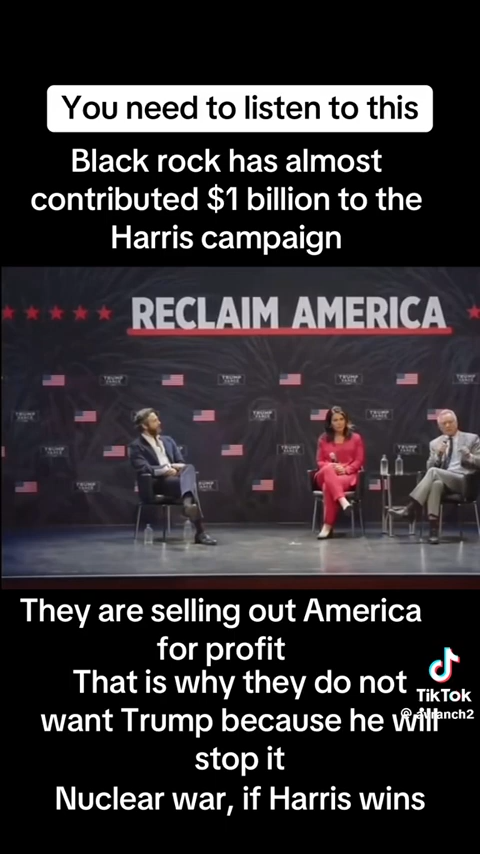 You need to listen to this
Black rock has almost
contributed $1 billion to the
Harris campaign
RECLAIM AMERICA
They are selling out America
for profit
That is why they do not
want Trump because he will
stop it
Nuclear war, if Harris wins
TikTok